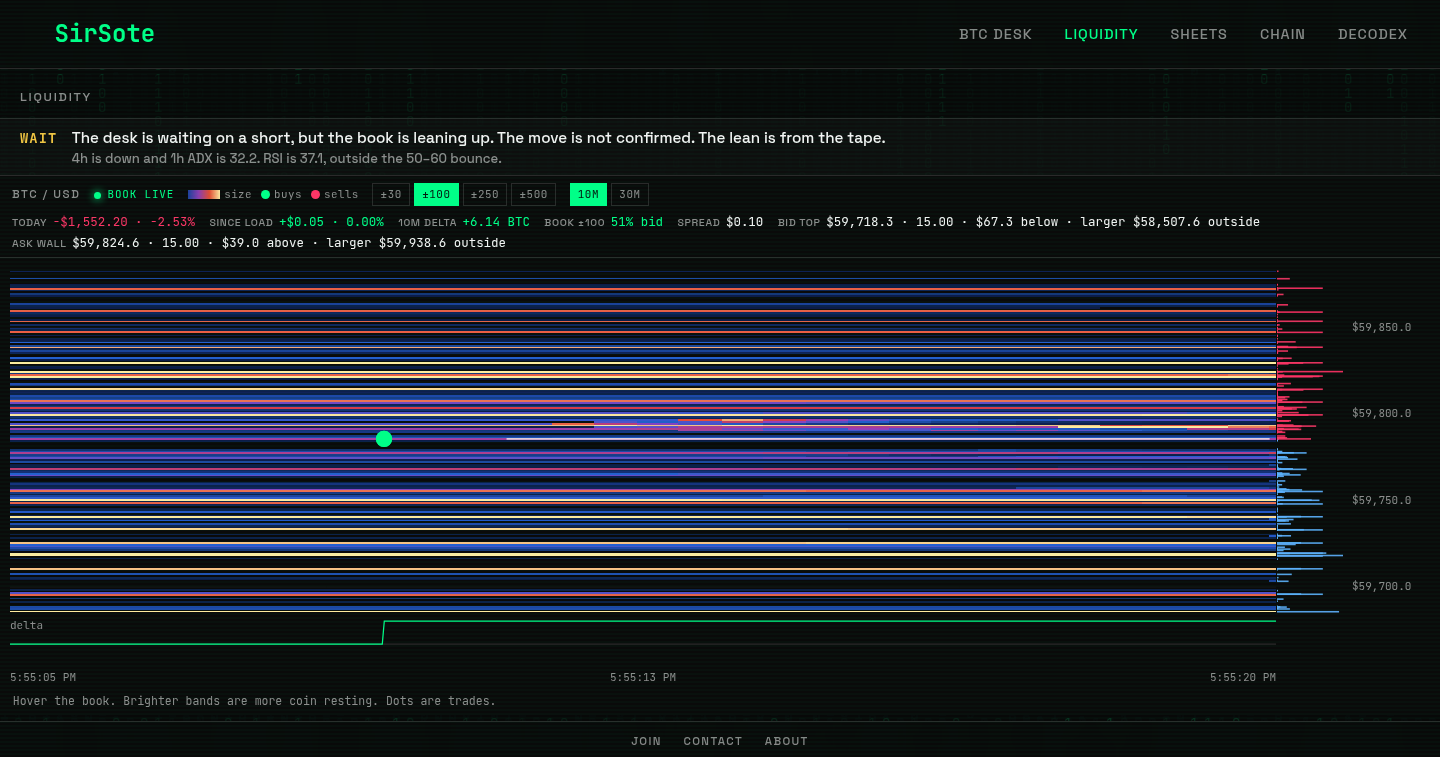 SirSote
BTC DESK LIQUIDITY SHEETS CHAIN DECODEX
LIQUIDITY
WAIT The desk is waiting on a short, but the book is leaning up. The move is not confirmed. The lean is from the tape.
4h is down and 1h ADX is 32.2. RSI is 37.1, outside the 50–60 bounce.
BTC / USD BOOK LIVE size buys sells ±30 ±100 ±250 ±500 10M 30M
TODAY -$1,552.20 · -2.53% SINCE LOAD +$0.05 · 0.00% 10M DELTA +6.14 BTC BOOK ±100 51% bid SPREAD $0.10 BID TOP $59,718.3 · 15.00 · $67.3 below · larger $58,507.6 outside
ASK WALL $59,824.6 · 15.00 · $39.0 above · larger $59,938.6 outside
$59,850.0
$59,800.0
$59,750.0
$59,700.0
delta
5:55:05 PM 5:55:13 PM 5:55:20 PM
Hover the book. Brighter bands are more coin resting. Dots are trades.
JOIN CONTACT ABOUT